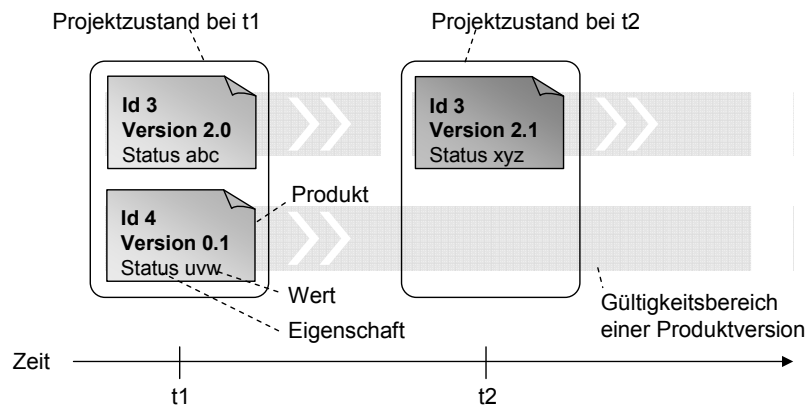 Projektzustand bei t1
Projektzustand bei t2
Id 3
Version 2.0
Status abc
Id 3
Version 2.1
Status xyz
Id 4
Version 0.1
Status uvw
Produkt
Wert
Eigenschaft
Gültigkeitsbereich
einer Produktversion
Zeit
t1
t2